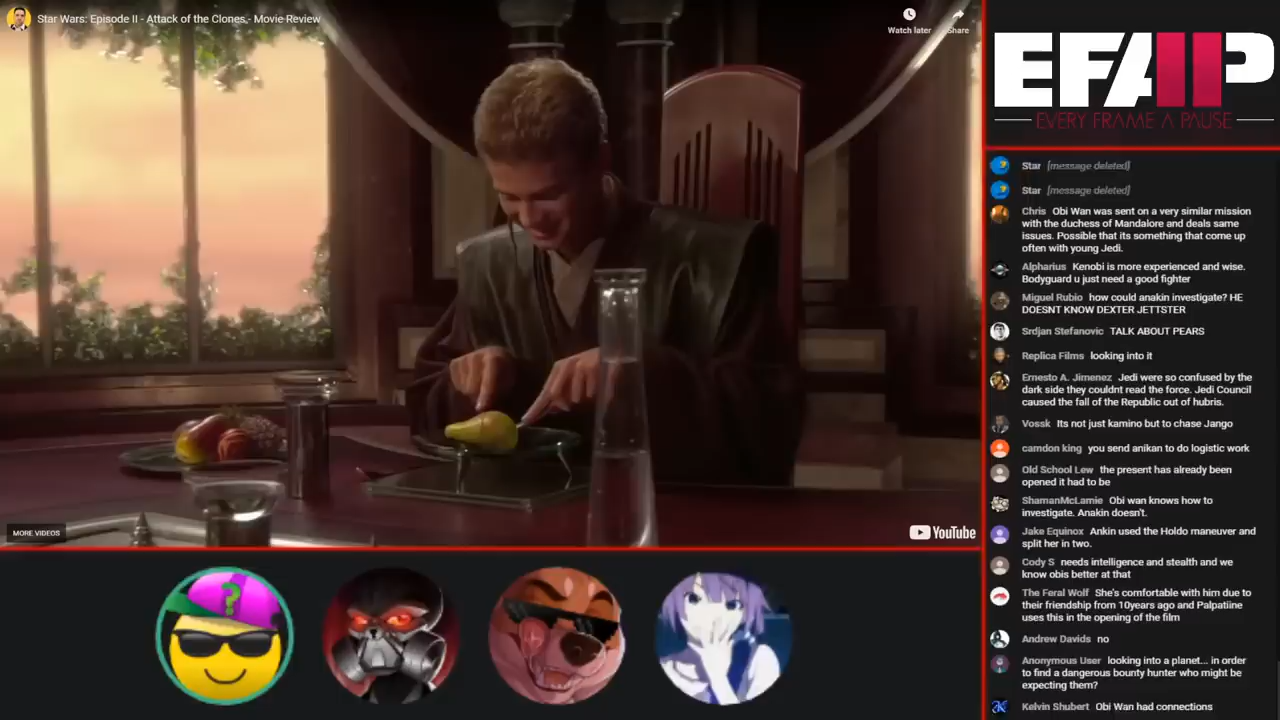 Star Wars: Episode II - Attack of the Clones - Movie Review
Watch later
Share
MORE VIDEOS
YouTube
EFAP
EVERY FRAME A PAUSE
Star [message deleted]
Star [message deleted]
Chris Obi Wan was sent on a very similar mission
with the duchess of Mandalore and deals same
issues. Possible that its something that come up
often with young Jedi.
Alpharius Kenobi is more experienced and wise.
Bodyguard u just need a good fighter
Miguel Rubio how could anakin investigate? HE
DOESNT KNOW DEXTER JETTSTER
Srdjan Stefanovic TALK ABOUT PEARS
Replica Films looking into it
Ernesto A. Jimenez Jedi were so confused by the
dark side they couldnt read the force. Jedi Council
caused the fall of the Republic out of hubris.
Vossk Its not just kamino but to chase Jango
camdon king you send anikan to do logistic work
Old School Lew the present has already been
opened it had to be
ShamanMcLamie Obi wan knows how to
investigate. Anakin doesn't.
Jake Equinox Ankin used the Holdo maneuver and
split her in two.
Cody S needs intelligence and stealth and we
know obis better at that
The Feral Wolf She's comfortable with him due to
their friendship from 10years ago and Palpatiine
uses this in the opening of the film
Andrew Davids no
Anonymous User looking into a planet... in order
to find a dangerous bounty hunter who might be
expecting them?
Kelvin Shubert Obi Wan had connections
?